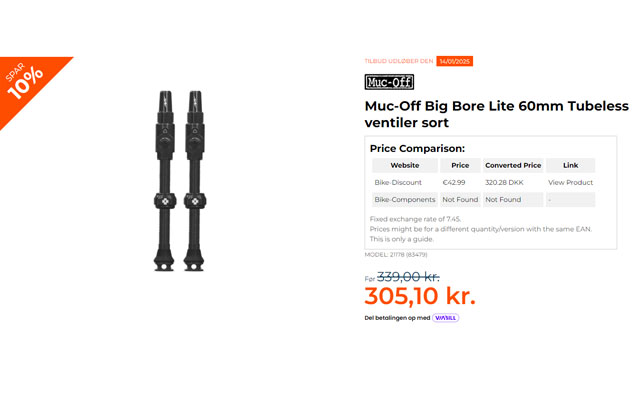 SPAR
10%
TILBUD UDLØBER DEN: 14/01/2025
Muc-Off
Muc-Off Big Bore Lite 60mm Tubeless
ventiler sort
Price Comparison:
Website Price Converted Price Link
Bike-Discount €42.99 320.28 DKK View Product
Bike-Components Not Found Not Found -
Fixed exchange rate of 7.45.
Prices might be for a different quantity/version with the same EAN.
This is only a guide.
MODEL: 21178 (83479)
Før 339,00 kr.
305,10 kr.
Del betalingen op med ViaBILL